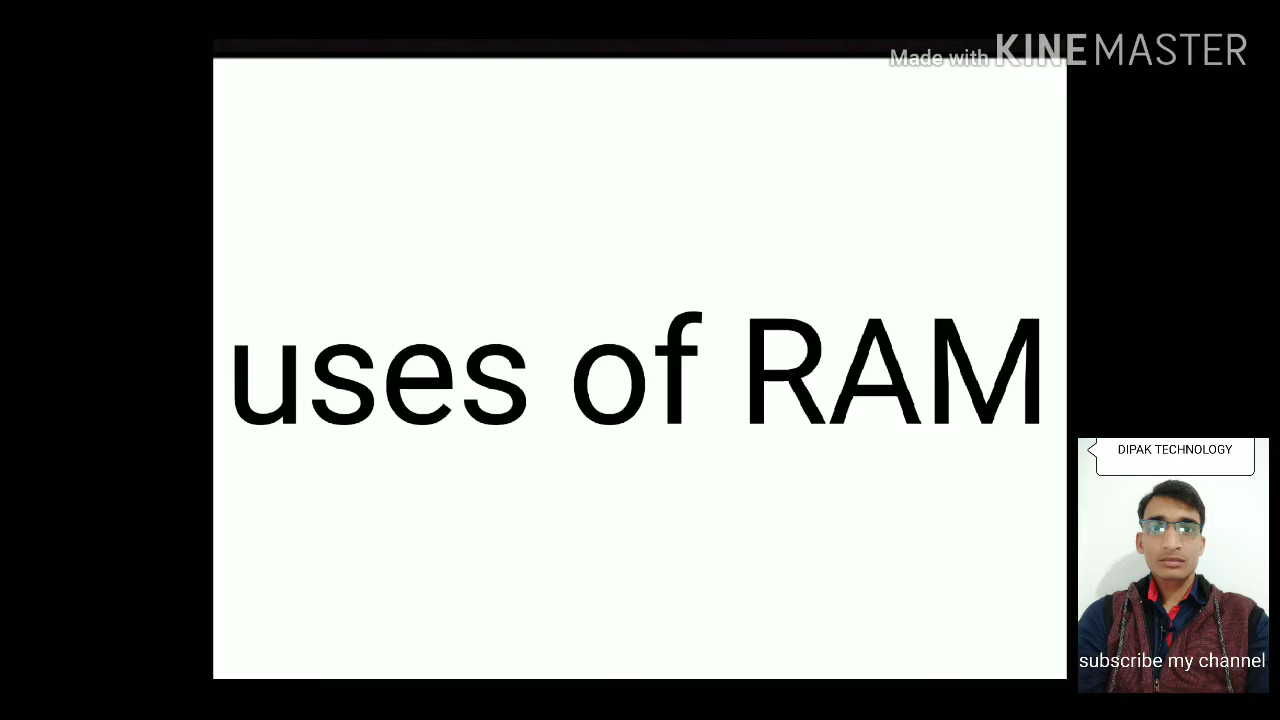 Made with KINEMASTER
uses of RAM
DIPAK TECHNOLOGY
subscribe my channel